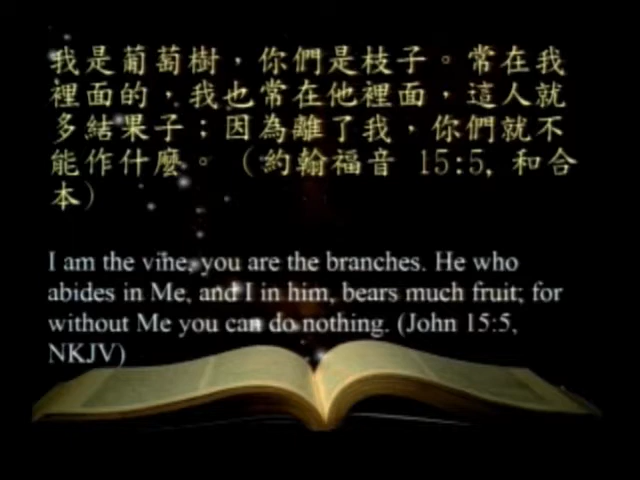 我是葡萄樹，你們是枝子。常在我
裡面的，我也常在他裡面，這人就
多結果子；因為離了我，你們就不
能作什麼。（約翰福音 15:5, 和合
本）
I am the vine, you are the branches. He who
abides in Me, and I in him, bears much fruit; for
without Me you can do nothing. (John 15:5,
NKJV)